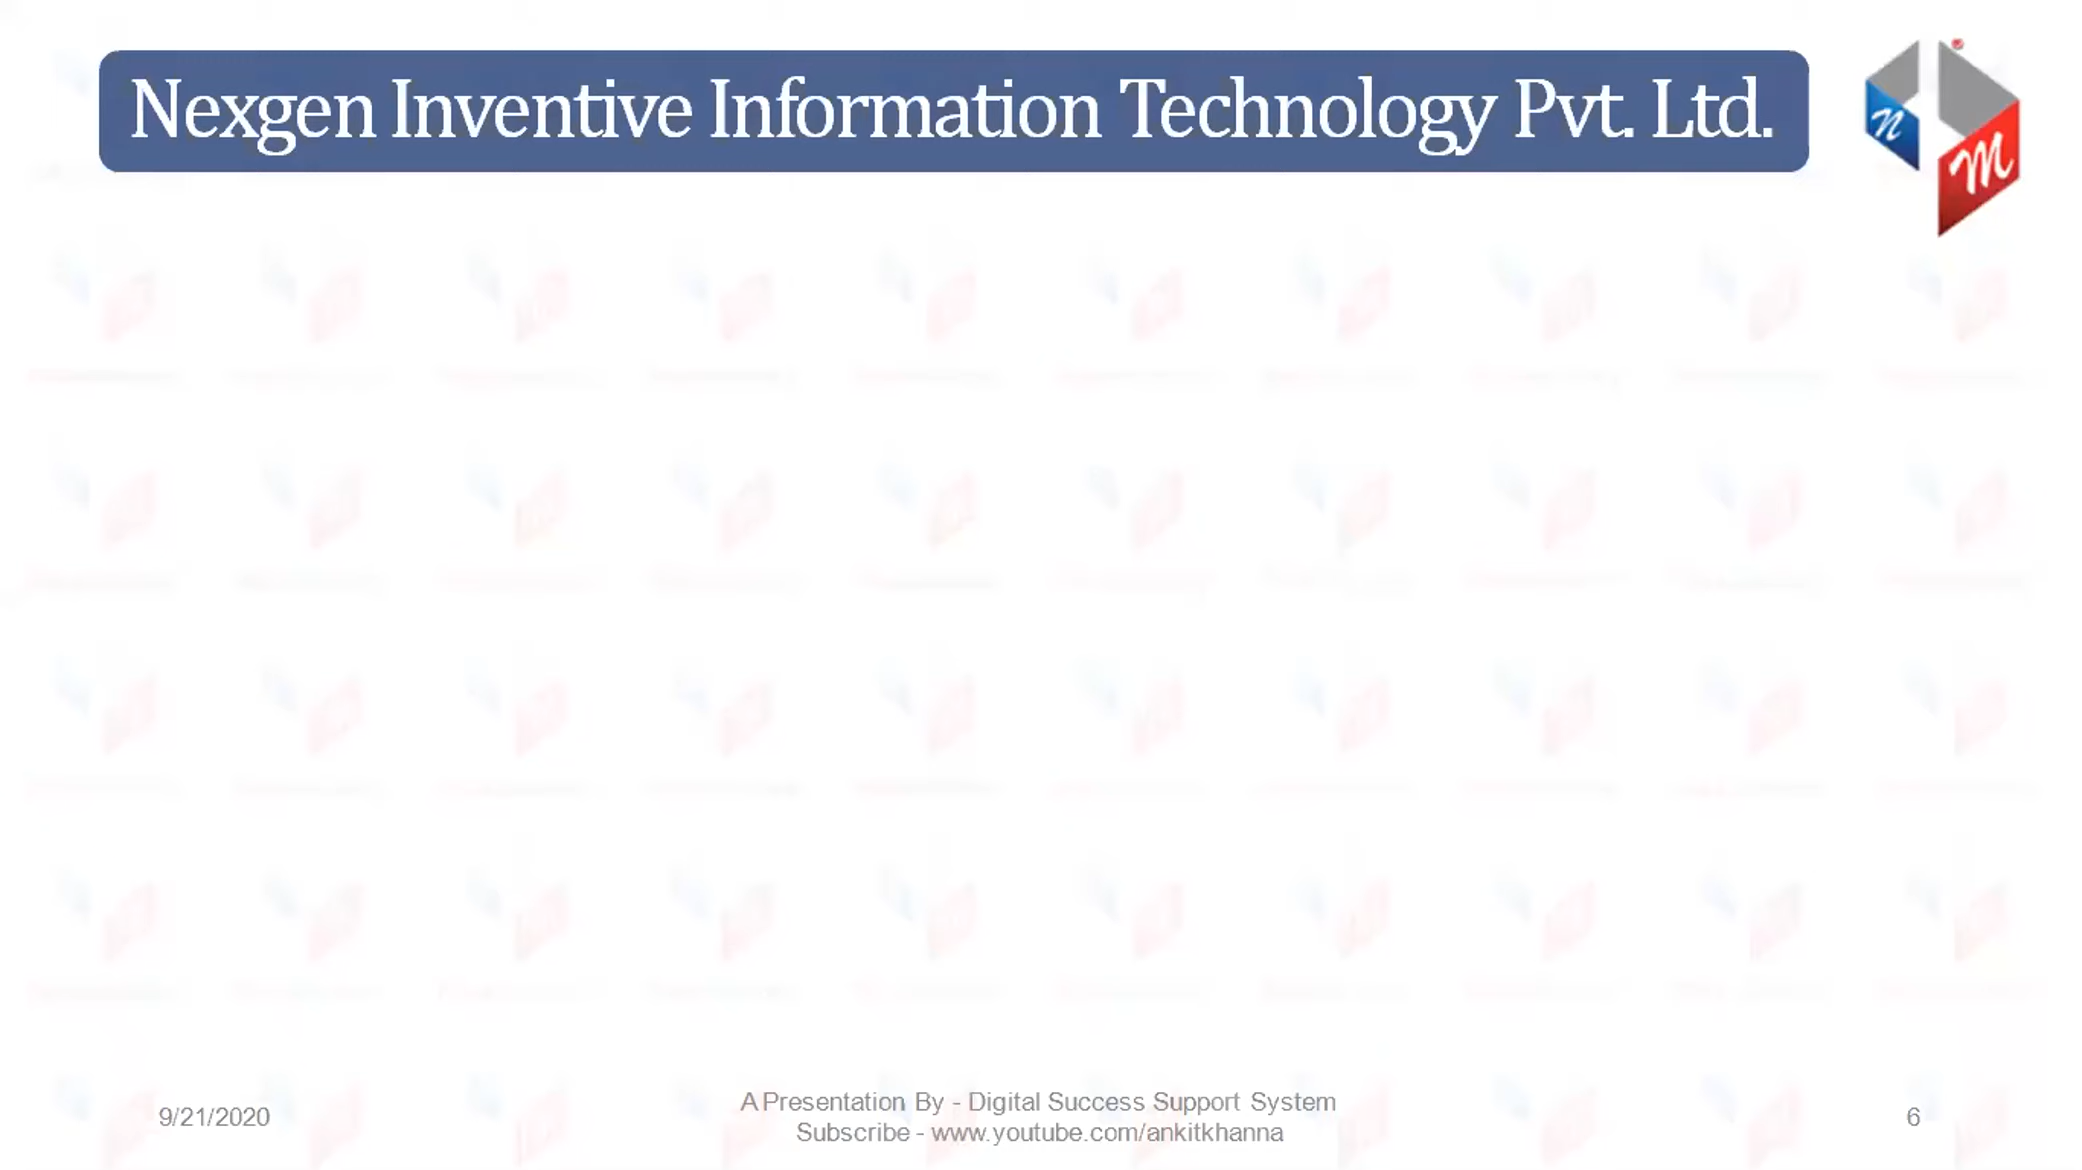 Nexgen Inventive Information Technology Pvt. Ltd.
n
m
9/21/2020
A Presentation By - Digital Success Support System
Subscribe - www.youtube.com/ankitkhanna
6